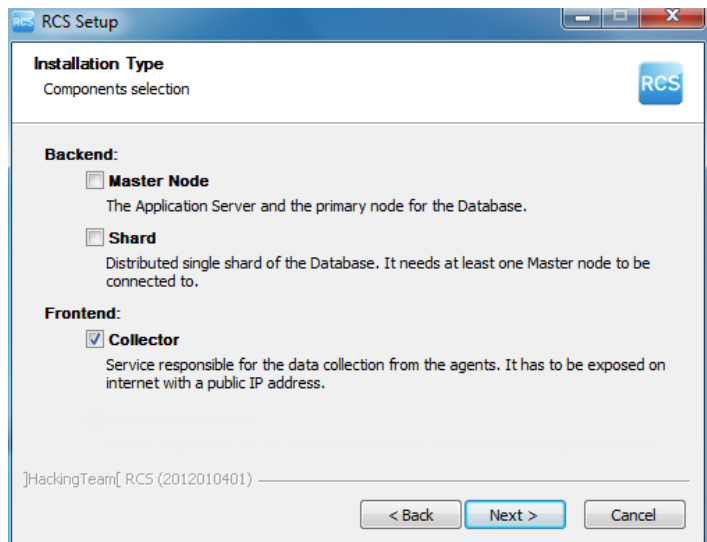 RCS RCS Setup
Installation Type
Components selection
RCS
Backend:
Master Node
The Application Server and the primary node for the Database.
Shard
Distributed single shard of the Database. It needs at least one Master node to be
connected to.
Frontend:
Collector
Service responsible for the data collection from the agents. It has to be exposed on
internet with a public IP address.
]HackingTeam[ RCS (2012010401)
< Back Next > Cancel